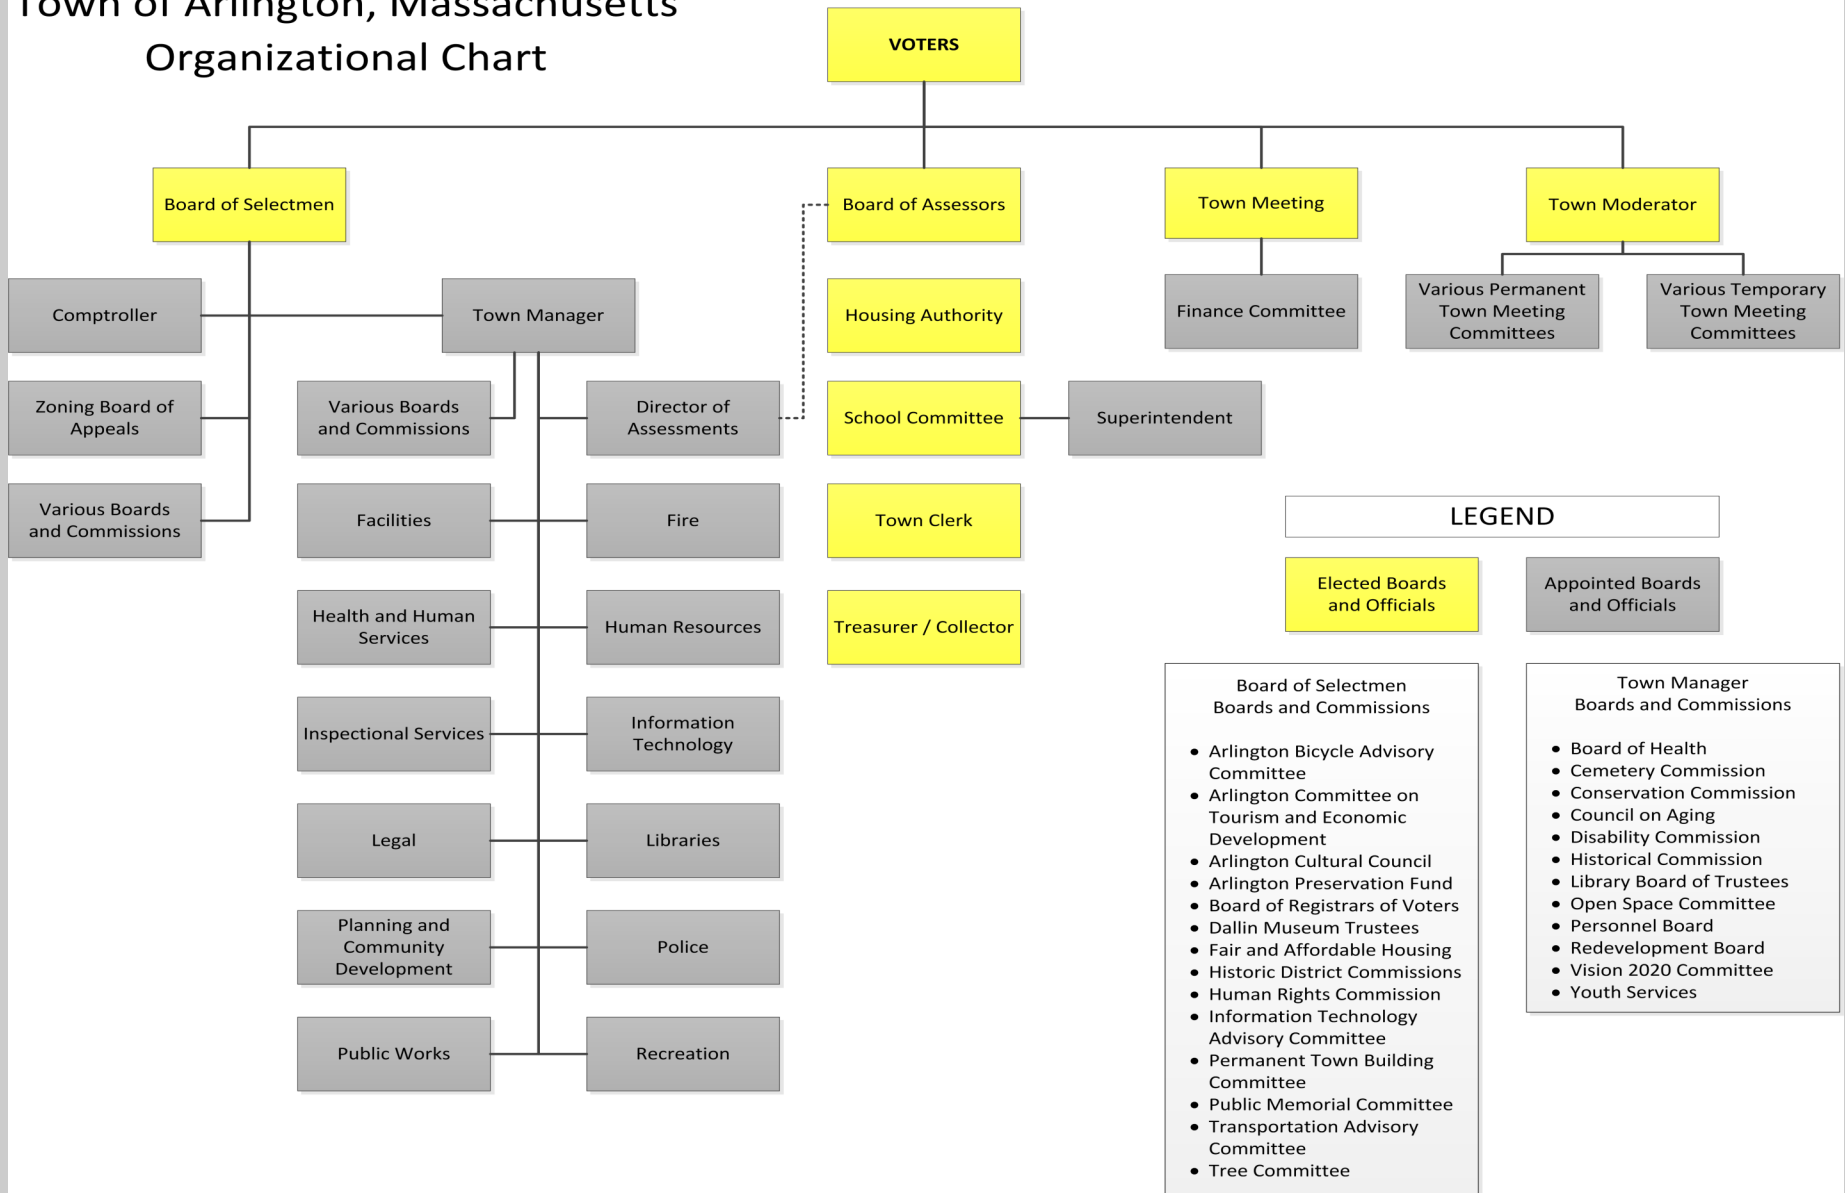 Town of Arlington, Massachusetts
Organizational Chart
VOTERS
Board of Selmen
Board of Assessors
Town Meeting
Town Moderator
Comptroller
Town Manager
Housing Authority
Finance Committee
Various Permanent
Town Meeting
Committees
Various Temporary
Town Meeting
Committees
Zoning Board of
Appeals
Various Boards
and Commissions
Director of
Assessments
School Committee
Superintendent
Various Boards
and Commissions
Facilities
Fire
Town Clerk
LEGEND
Elected Boards
and Officials
Appointed Boards
and Officials
Health and Human
Services
Human Resources
Treasurer / Collector
Inspectional Services
Information
Technology
Legal
Libraries
Planning and
Community
Development
Police
Public Works
Recreation
Board of Selectmen
Boards and Commissions
• Arlington Bicycle Advisory
Committee
• Arlington Committee on
Tourism and Economic
Development
• Arlington Cultural Council
• Arlington Preservation Fund
• Board of Registrars of Voters
• Dallin Museum Trustees
• Fair and Affordable Housing
• Historic District Commissions
• Human Rights Commission
• Information Technology
Advisory Committee
• Permanent Town Building
Committee
• Public Memorial Committee
• Transportation Advisory
Committee
• Tree Committee
Town Manager
Boards and Commissions
• Board of Health
• Cemetery Commission
• Conservation Commission
• Council on Aging
• Disability Commission
• Historical Commission
• Library Board of Trustees
• Open Space Committee
• Personnel Board
• Redevelopment Board
• Vision 2020 Committee
• Youth Services